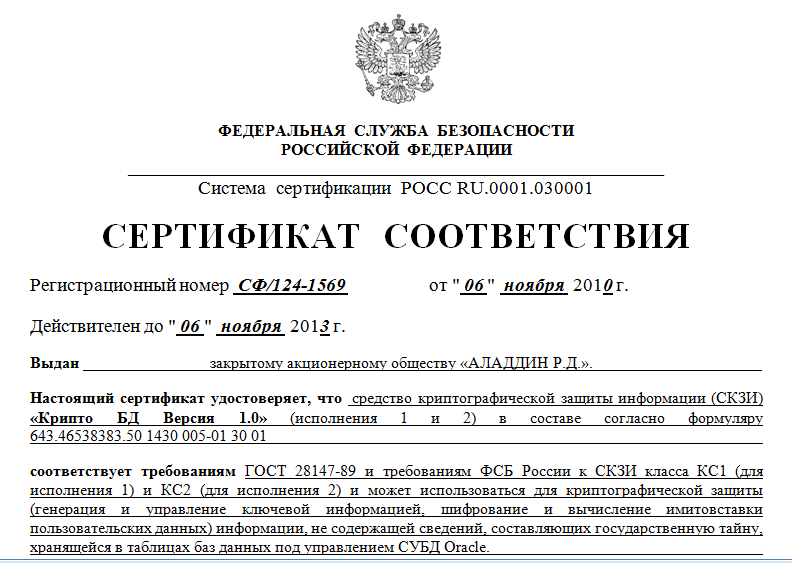 ФЕДЕРАЛЬНАЯ СЛУЖБА БЕЗОПАСНОСТИ
РОССИЙСКОЙ ФЕДЕРАЦИИ
Система сертификации РОСС RU.0001.030001
СЕРТИФИКАТ СООТВЕТСТВИЯ
Регистрационный номер СФ/124-1569 от "06" ноября 2010 г.
Действителен до "06" ноября 2013 г.
Выдан закрытому акционерному обществу «АЛАДДИН Р.Д.».
Настоящий сертификат удостоверяет, что средство криптографической защиты информации (СКЗИ)
«Крипто БД Версия 1.0» (исполнения 1 и 2) в составе согласно формуляру
643.46538383.50 1430 005-01 30 01
соответствует требованиям ГОСТ 28147-89 и требованиям ФСБ России к СКЗИ класса КС1 (для
исполнения 1) и КС2 (для исполнения 2) и может использоваться для криптографической защиты
(генерация и управление ключевой информацией, шифрование и вычисление имитовставки
пользовательских данных) информации, не содержащей сведений, составляющих государственную тайну,
хранящейся в таблицах баз данных под управлением СУБД Oracle.